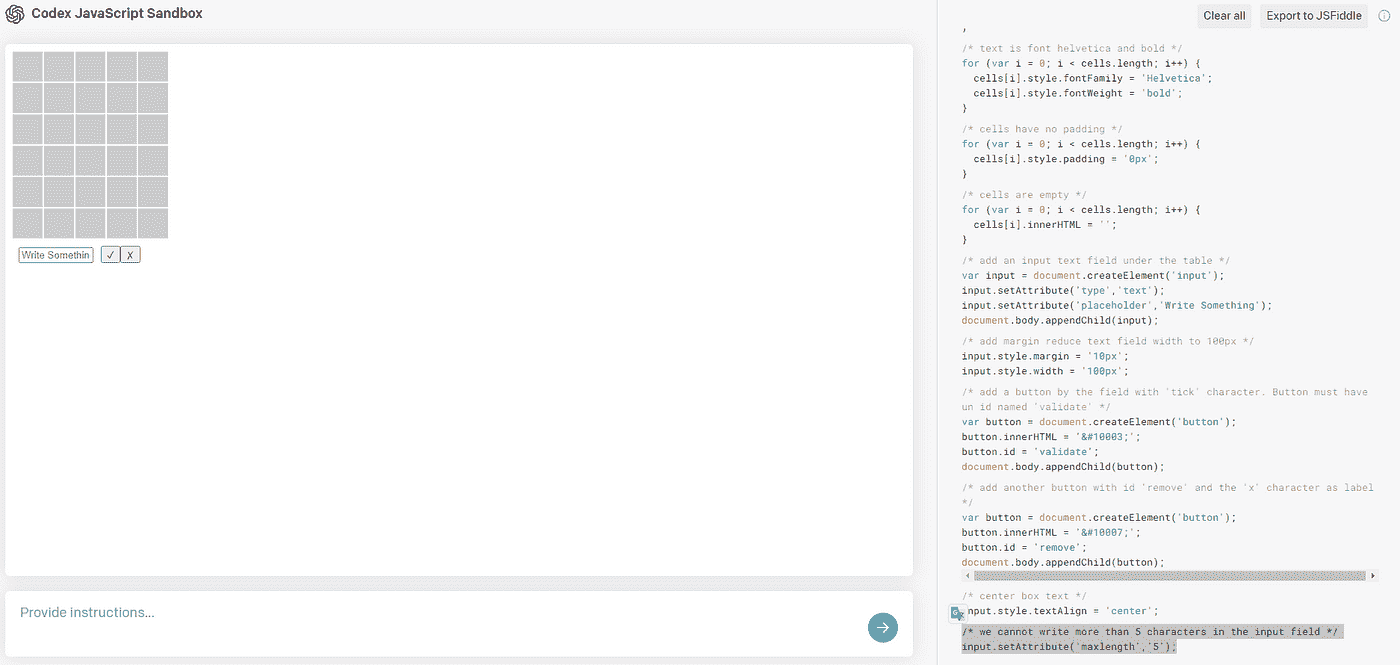 Codex JavaScript Sandbox
Clear all
Export to JSFiddle
Write Somethin
✓
✗
Provide instructions...
/* text is font helvetica and bold */
for (var i = 0; i < cells.length; i++) {
  cells[i].style.fontFamily = 'Helvetica';
  cells[i].style.fontWeight = 'bold';
}
/* cells have no padding */
for (var i = 0; i < cells.length; i++) {
  cells[i].style.padding = '0px';
}
/* cells are empty */
for (var i = 0; i < cells.length; i++) {
  cells[i].innerHTML = '';
}
/* add an input text field under the table */
var input = document.createElement('input');
input.setAttribute('type','text');
input.setAttribute('placeholder','Write Something');
document.body.appendChild(input);
/* add margin reduce text field width to 100px */
input.style.margin = '10px';
input.style.width = '100px';
/* add a button by the field with 'tick' character. Button must have
un id named 'validate' */
var button = document.createElement('button');
button.innerHTML = '&#10003;';
button.id = 'validate';
document.body.appendChild(button);
/* add another button with id 'remove' and the 'x' character as label
*/
var button = document.createElement('button');
button.innerHTML = '&#10007;';
button.id = 'remove';
document.body.appendChild(button);
/* center box text */
input.style.textAlign = 'center';
/* we cannot write more than 5 characters in the input field */
input.setAttribute('maxlength','5');